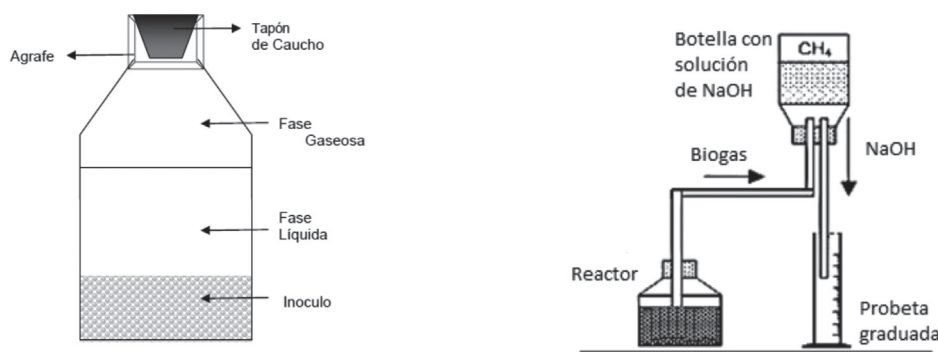 Tapón
de Caucho
Agrafe
Fase
Gaseosa
Fase
Líquida
Inoculo
Botella con
solución
de NaOH
CH₄
NaOH
Biogas
Reactor
Probeta
graduada